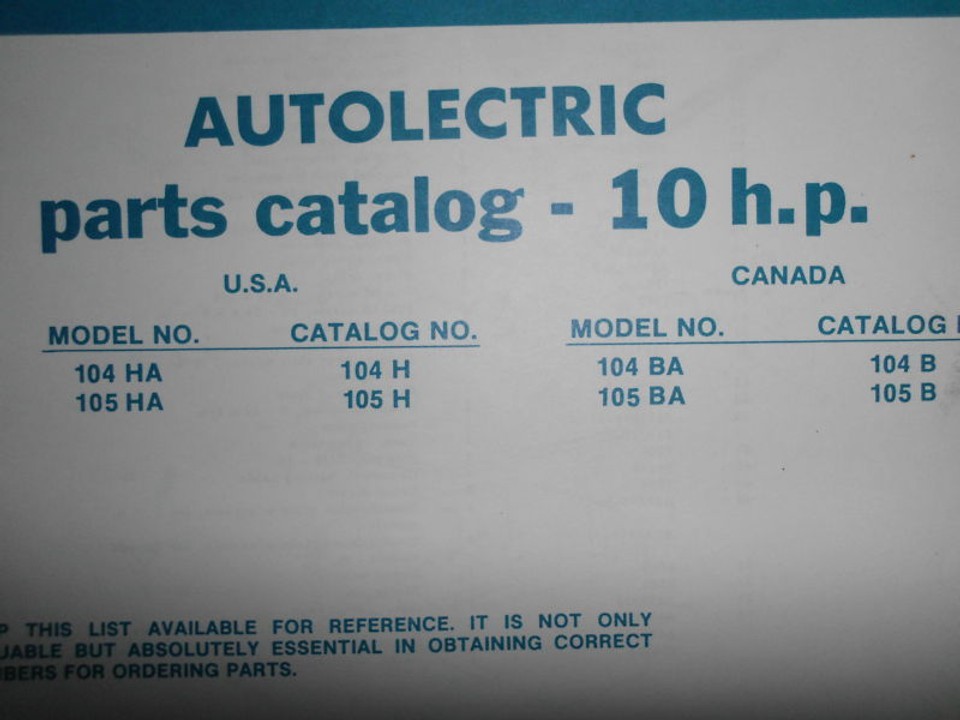 AUTOLECTRIC
parts catalog - 10 h.p.
U.S.A. CANADA
MODEL NO. CATALOG NO. MODEL NO. CATALOG
104 HA 104 H 104 BA 104 B
105 HA 105 H 105 BA 105 B
THIS LIST AVAILABLE FOR REFERENCE. IT IS NOT ONLY
BUT ABSOLUTELY ESSENTIAL IN OBTAINING CORRECT
FOR ORDERING PARTS.